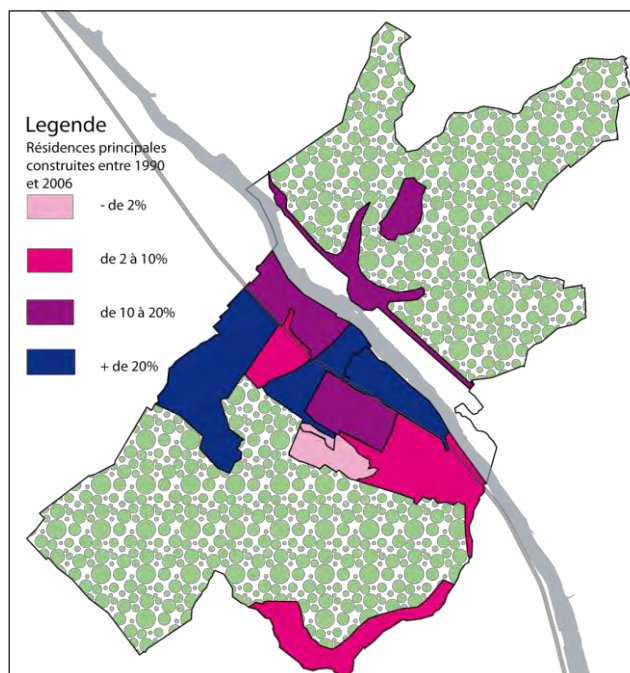 Legende
Résidences principales
construites entre 1990
et 2006
- de 2%
de 2 à 10%
de 10 à 20%
+ de 20%